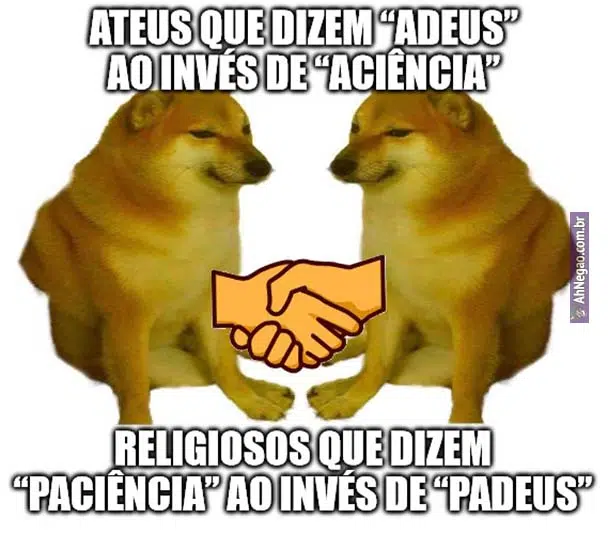 ATEUS QUE DIZEM “ADEUS”
AO INVÉS DE “ACIÊNCIA”
AhNegao.com.br
RELIGIOSOS QUE DIZEM
“PACIÊNCIA” AO INVÉS DE “PADEUS”